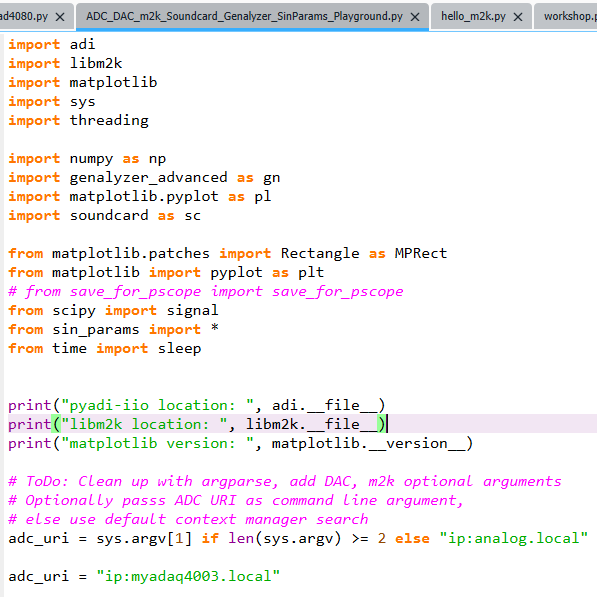 ad4080.py ADC_DAC_m2k_Soundcard_Genalyzer_SinParams_Playground.py hello_m2k.py workshop.p
import adi
import libm2k
import matplotlib
import sys
import threading
import numpy as np
import genalyzer_advanced as gn
import matplotlib.pyplot as pl
import soundcard as sc
from matplotlib.patches import Rectangle as MPRect
from matplotlib import pyplot as plt
# from save_for_pscope import save_for_pscope
from scipy import signal
from sin_params import *
from time import sleep
print("pyadi-iio location: ", adi.__file__)
print("libm2k location: ", libm2k.__file__)
print("matplotlib version: ", matplotlib.__version__)
# ToDo: Clean up with argparse, add DAC, m2k optional arguments
# Optionally passs ADC URI as command line argument,
# else use default context manager search
adc_uri = sys.argv[1] if len(sys.argv) >= 2 else "ip:analog.local"
adc_uri = "ip:myadaq4003.local"